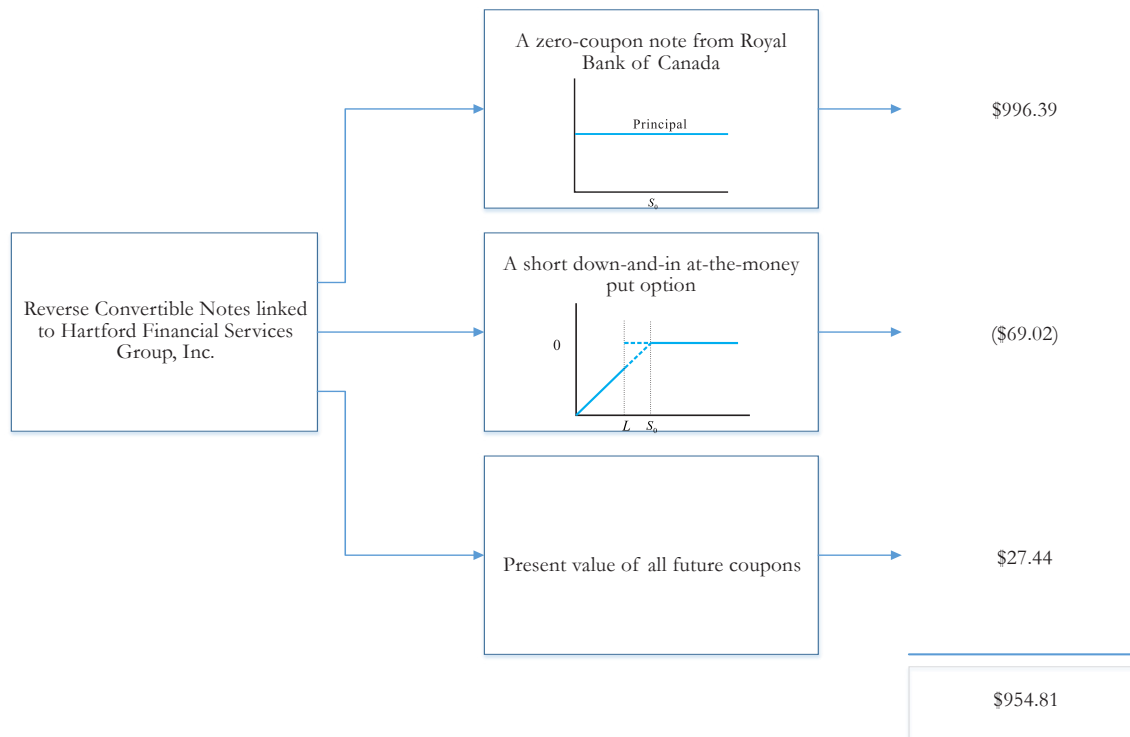 A zero-coupon note from Royal
Bank of Canada
Principal
S₀
$996.39
Reverse Convertible Notes linked
to Hartford Financial Services
Group, Inc.
A short down-and-in at-the-money
put option
0
L S₀
($69.02)
Present value of all future coupons
$27.44
$954.81